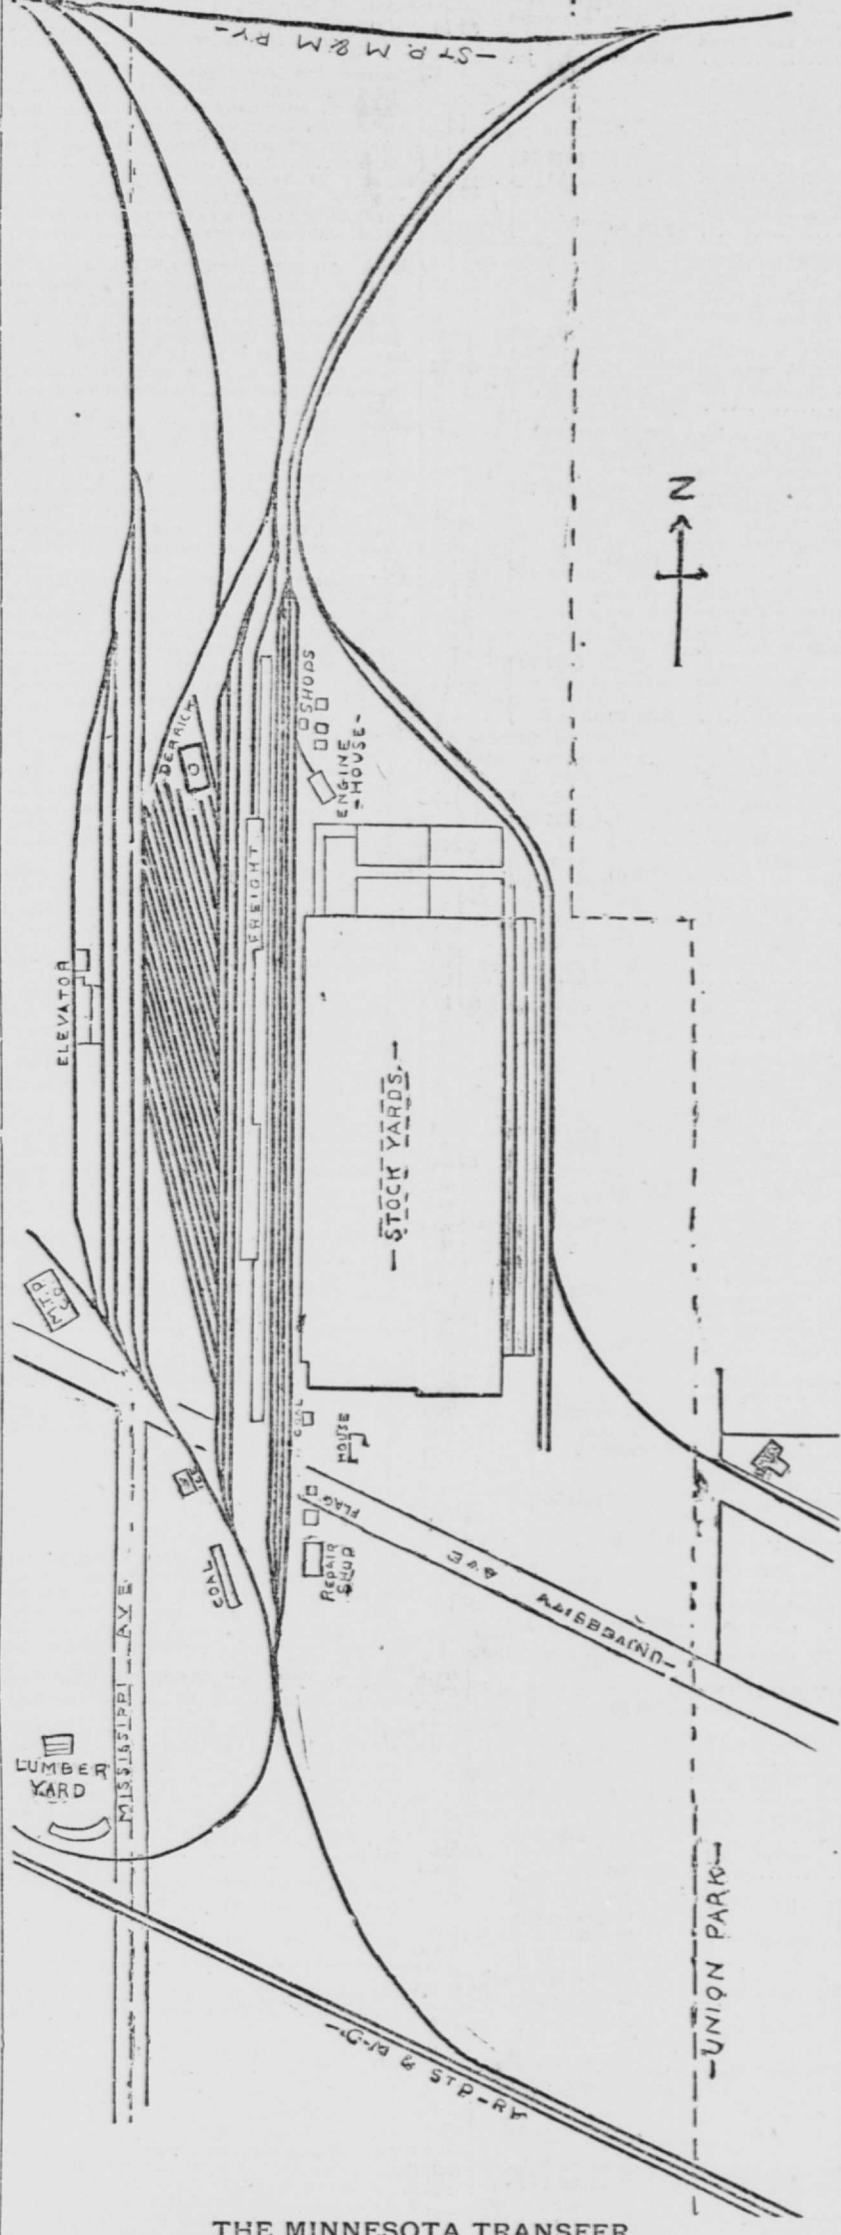 -St P. M & M RY-
N
SHOPS
DERRICK
ENGINE
-HOUSE-
FREIGHT
ELEVATOR
-STOCK YARDS.-
M.T.P
COAL
HOUSE
ICE
FLAG
REPAIR
SHOP
COAL
AVE
UNIVERSITY
MISSISSIPPI AVE
LUMBER
YARD
-UNION PARK-
-C-M & ST P-RY
THE MINNESOTA TRANSFER